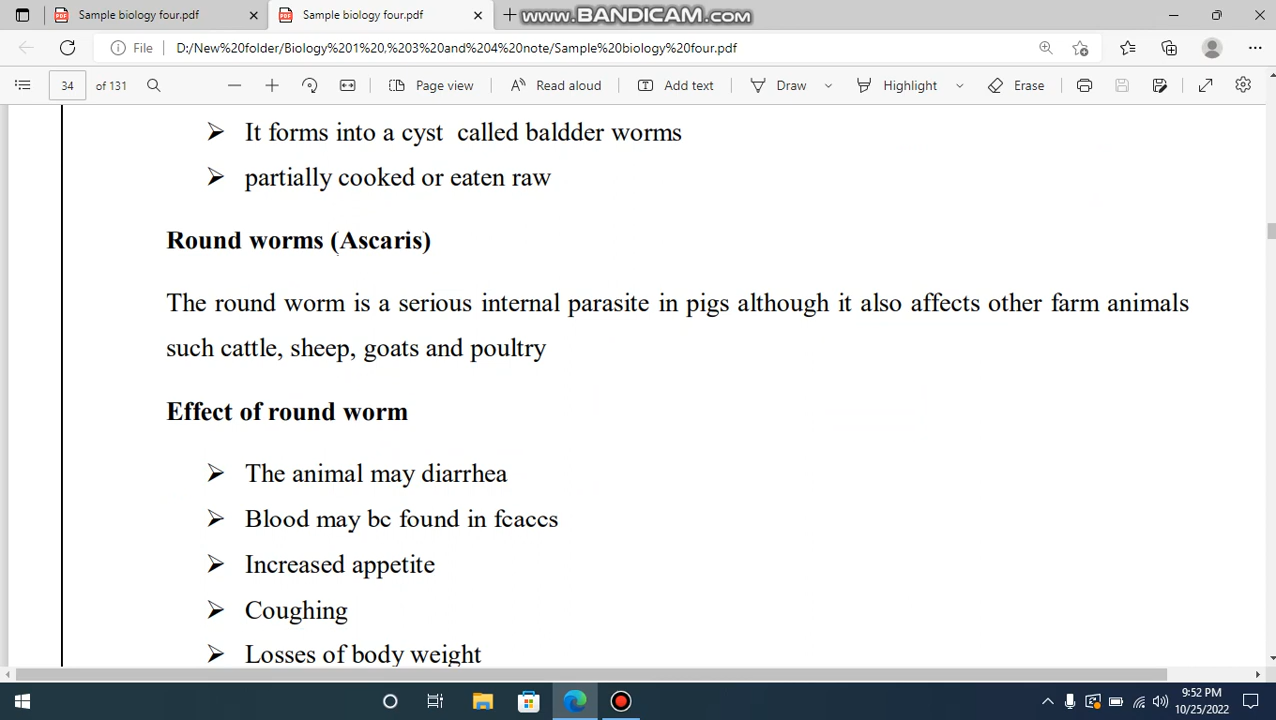 Sample biology four.pdf
Sample biology four.pdf
www.BANDICAM.com
File
D:/New%20folder/Biology%201%20.%203%20and%204%20note/Sample%20biology%20four.pdf
34 of 131
Page view
Read aloud
Add text
Draw
Highlight
Erase
It forms into a cyst called baldder worms
partially cooked or eaten raw
Round worms (Ascaris)
The round worm is a serious internal parasite in pigs although it also affects other farm animals
such cattle, sheep, goats and poultry
Effect of round worm
The animal may diarrhea
Blood may be found in feaces
Increased appetite
Coughing
Losses of body weight
9:52 PM
10/25/2022